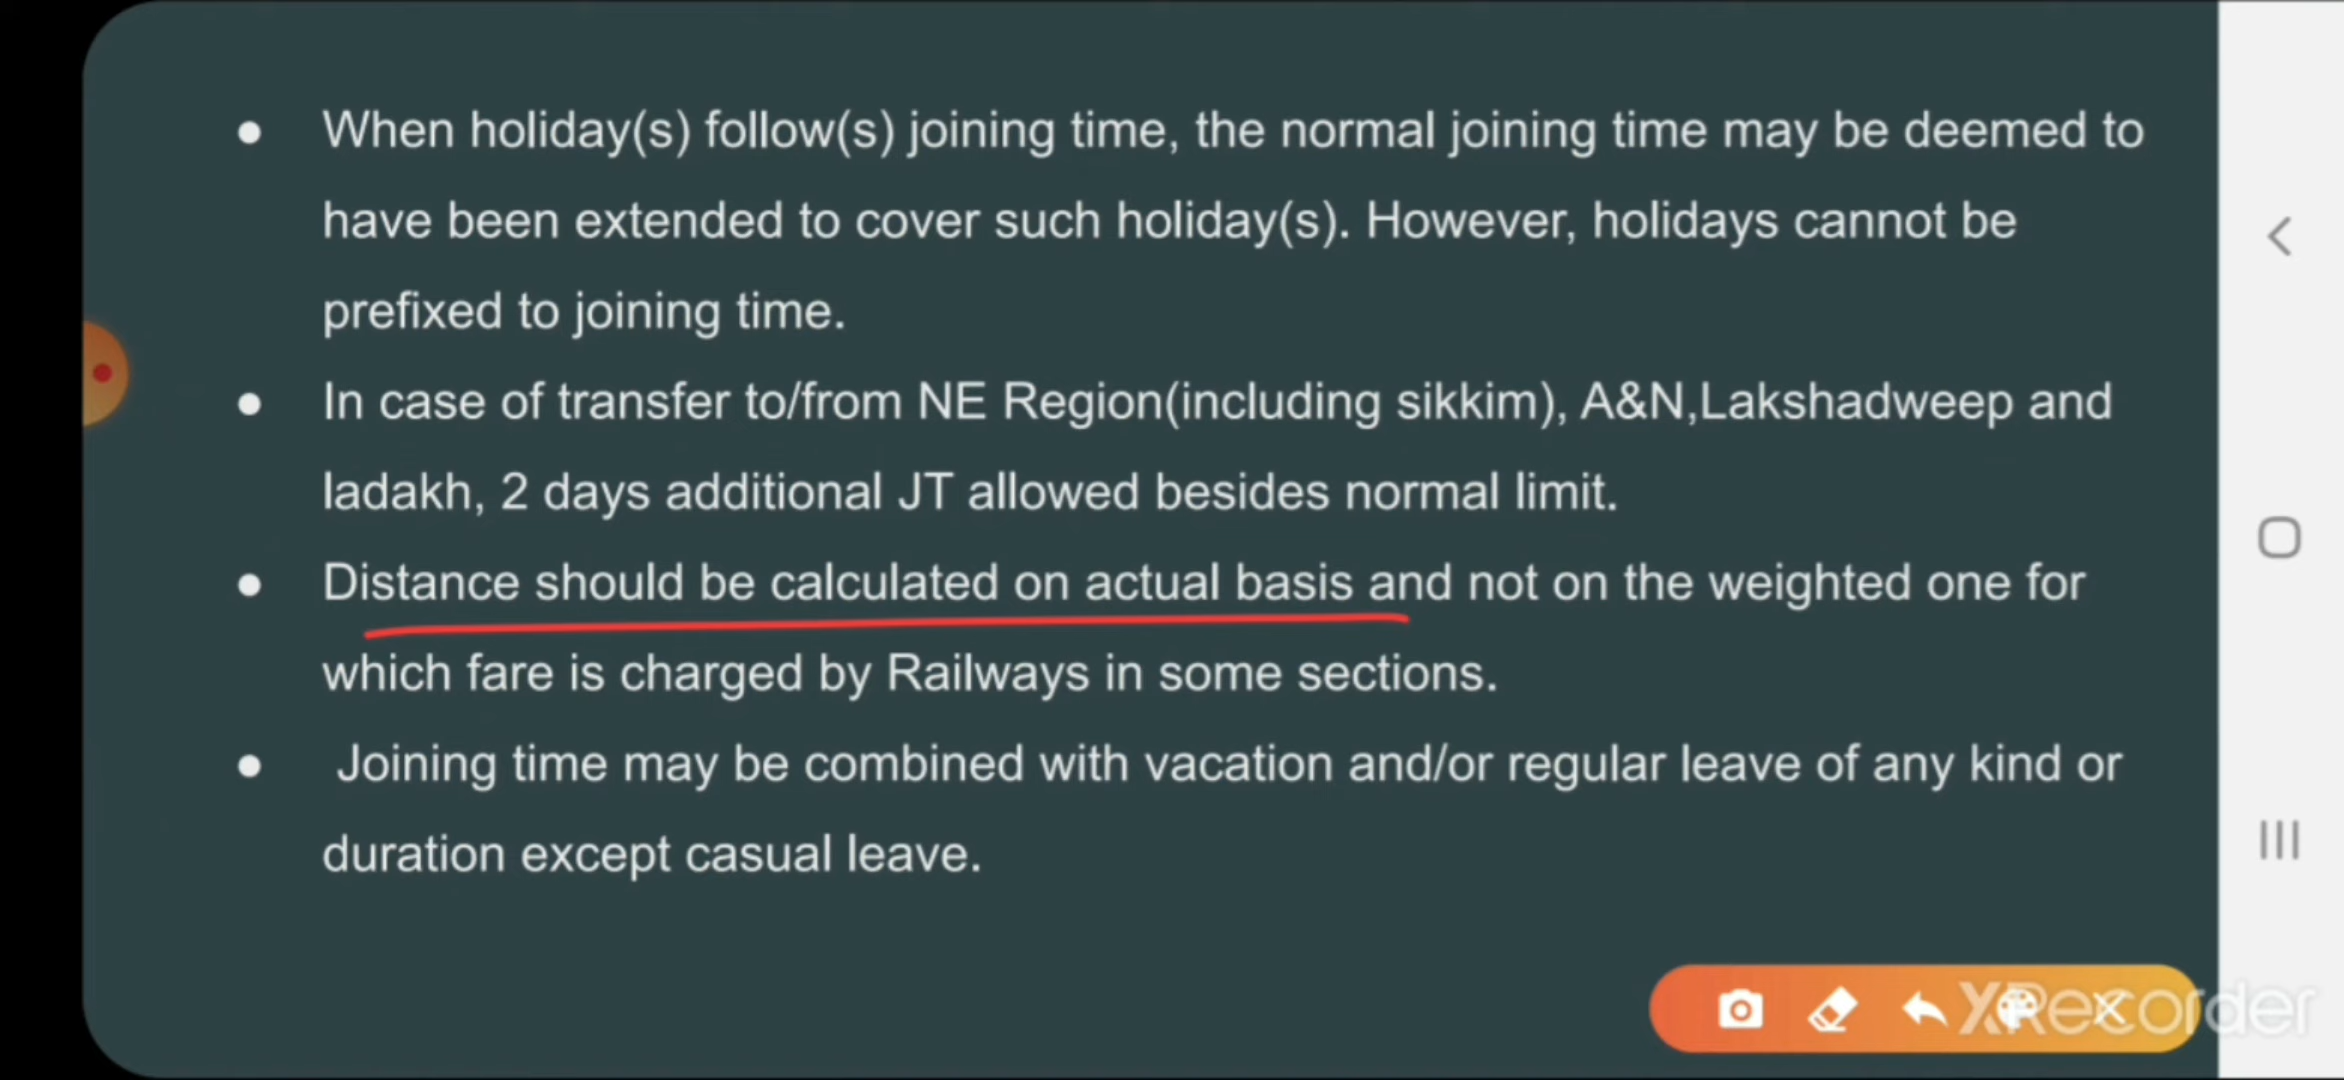 When holiday(s) follow(s) joining time, the normal joining time may be deemed to
have been extended to cover such holiday(s). However, holidays cannot be
prefixed to joining time.
In case of transfer to/from NE Region(including sikkim), A&N,Lakshadweep and
ladakh, 2 days additional JT allowed besides normal limit.
Distance should be calculated on actual basis and not on the weighted one for
which fare is charged by Railways in some sections.
Joining time may be combined with vacation and/or regular leave of any kind or
duration except casual leave.
XRecorder